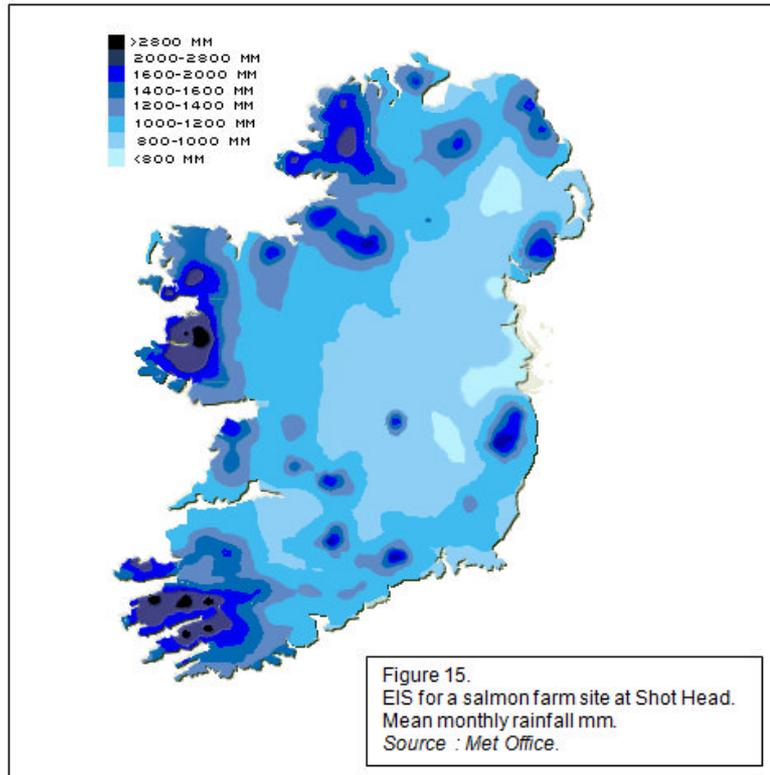 >2800 MM
2000-2800 MM
1600-2000 MM
1400-1600 MM
1200-1400 MM
1000-1200 MM
800-1000 MM
<800 MM
Figure 15.
EIS for a salmon farm site at Shot Head.
Mean monthly rainfall mm.
Source : Met Office.